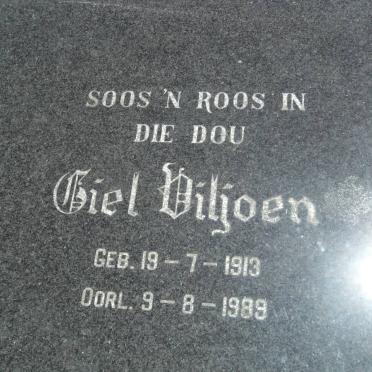 SOOS 'N ROOS IN
DIE DOU
Giel Viljoen
GEB. 19-7-1913
OORL. 9-8-1989